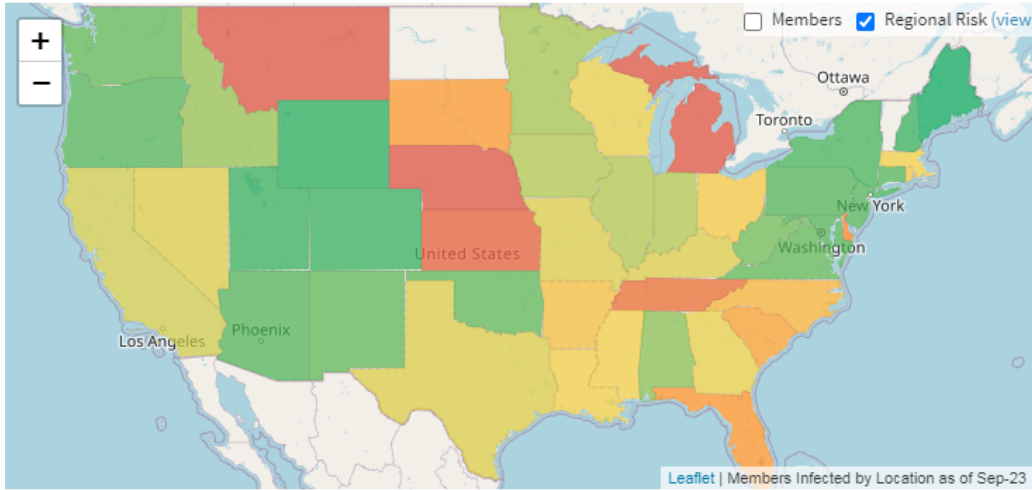 +
−
Members
Regional Risk (view
Ottawa
Toronto
New York
Washington
United States
Phoenix
Los Angeles
Leaflet | Members Infected by Location as of Sep-23